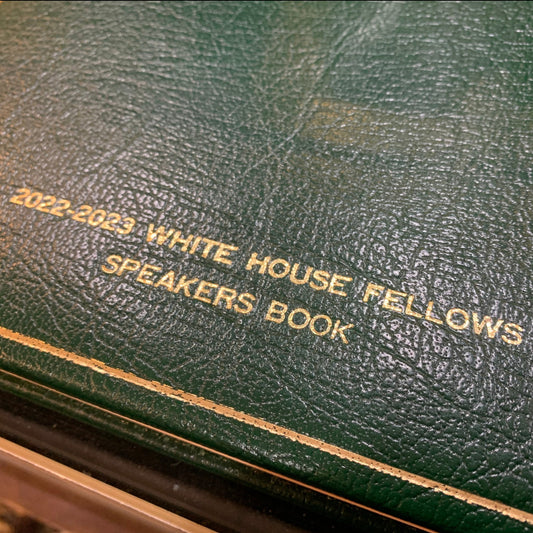 2022-2023 WHITE HOUSE FELLOWS
SPEAKERS BOOK